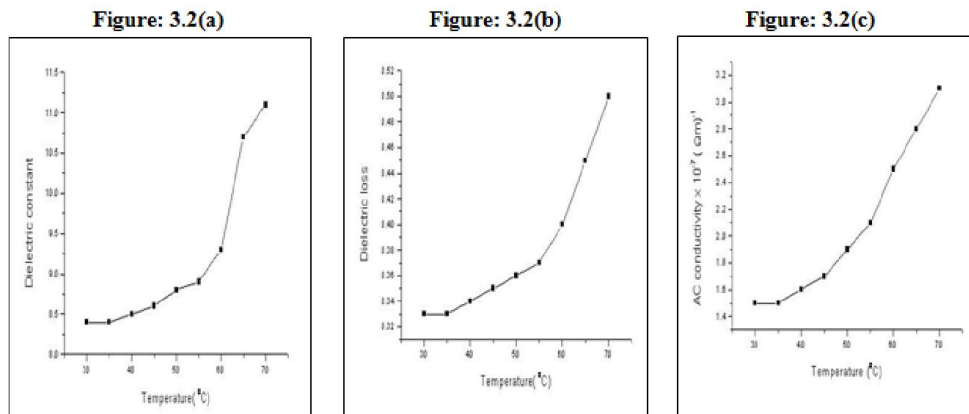 Figure: 3.2(a)
Figure: 3.2(b)
Figure: 3.2(c)
Dielectric constant
11.5
11.0
10.5
10.0
9.5
9.0
8.5
8.0
30 40 50 60 70
Temperature(°C)
Dielectric loss
0.52
0.50
0.48
0.46
0.44
0.42
0.40
0.38
0.36
0.34
0.32
30 40 50 60 70
Temperature(°C)
AC conductivity × 10⁻⁷ ( Ωm)⁻¹
3.2
3.0
2.8
2.6
2.4
2.2
2.0
1.8
1.6
1.4
30 40 50 60 70
Temperature (°C)